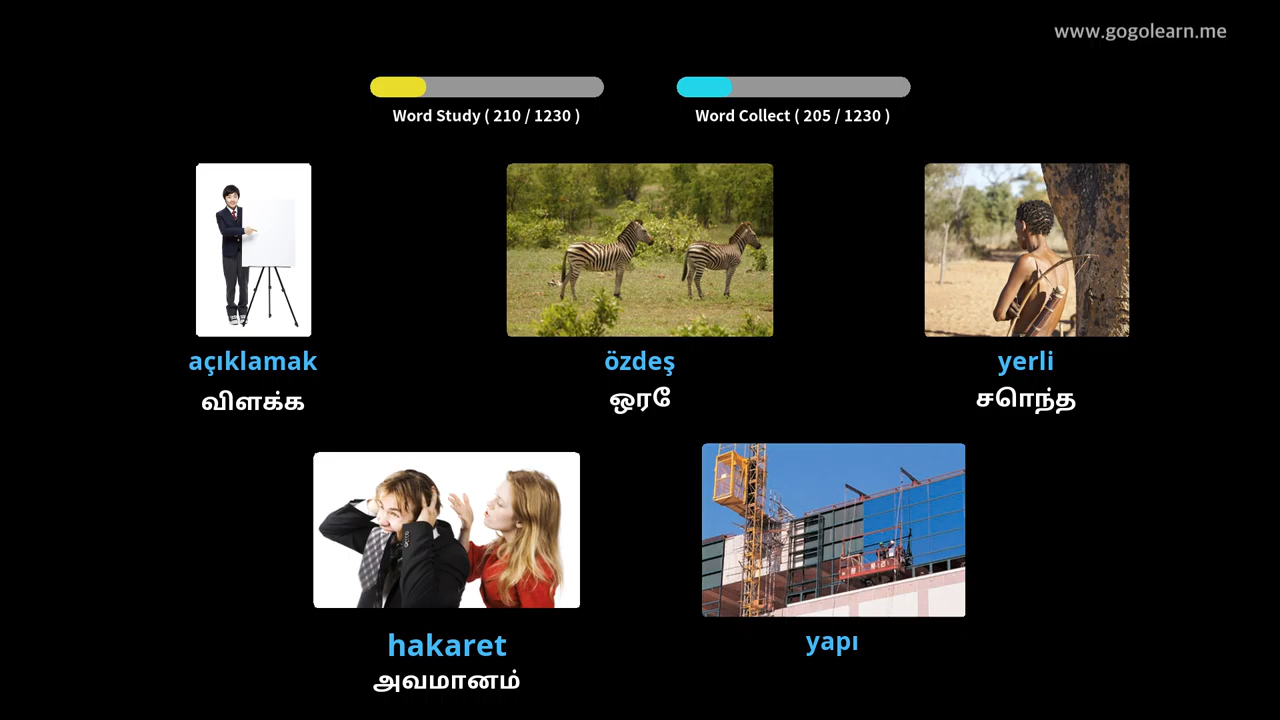 www.gogolearn.me
Word Study ( 210 / 1230 )
Word Collect ( 205 / 1230 )
açıklamak
özdeş
yerli
விளக்க
ஒரே
சொந்த
hakaret
yapı
அவமானம்